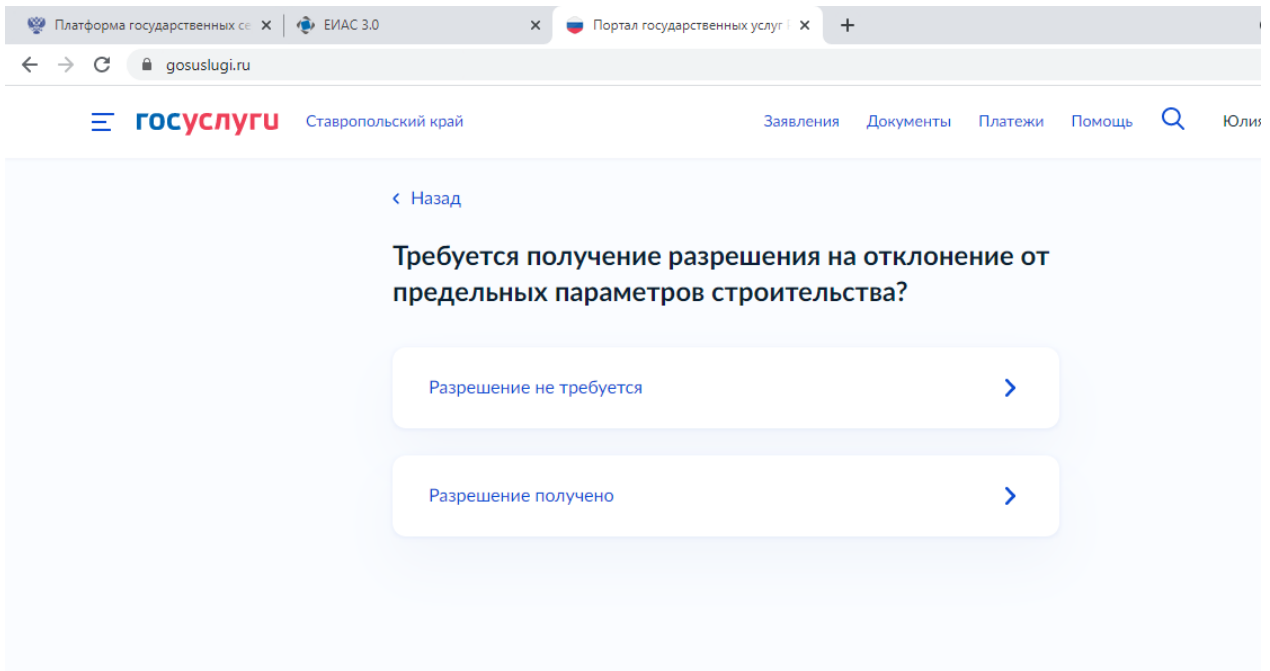 Платформа государственных се
ЕИАС 3.0
Портал государственных услуг
gosuslugi.ru
госуслуги
Ставропольский край
Заявления
Документы
Платежи
Помощь
Юлия
Назад
Требуется получение разрешения на отклонение от
предельных параметров строительства?
Разрешение не требуется
Разрешение получено